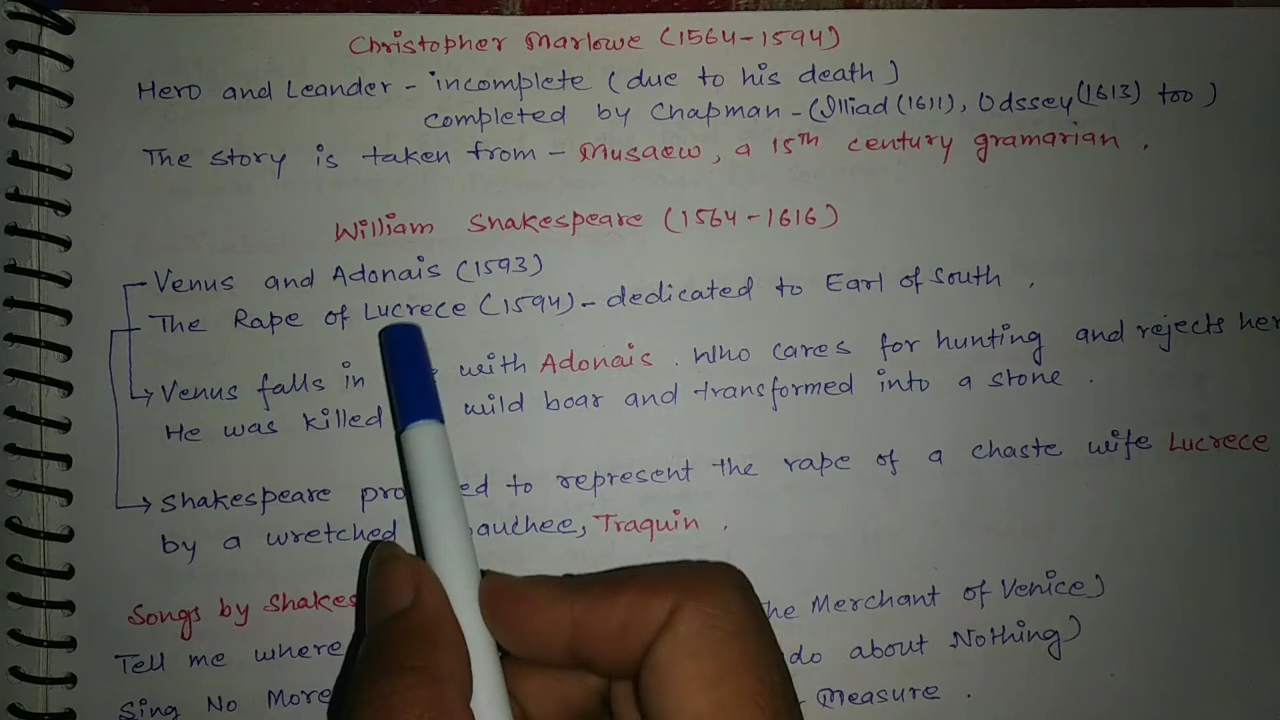 Christopher Marlowe (1564-1594)
Hero and Leander - incomplete (due to his death)
completed by Chapman - (Illiad (1611), Odssey (1613) too)
The story is taken from - Musaew, a 15th century gramarian.
William Shakespeare (1564-1616)
Venus and Adonais (1593)
The Rape of Lucrece (1594) - dedicated to Earl of South.
Venus falls in with Adonais. Who cares for hunting and rejects her
He was killed wild boar and transformed into a stone.
Shakespeare pro ed to represent the rape of a chaste wife Lucrece
by a wretched auchee, Traquin.
Songs by Shakes he Merchant of Venice)
Tell me where do about Nothing)
Sing No More Measure.